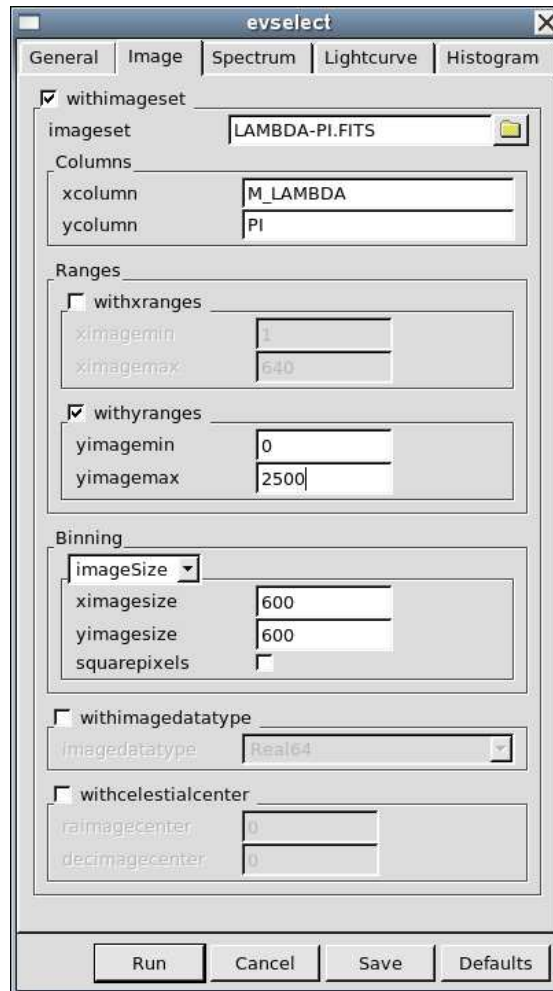 evselect
General Image Spectrum Lightcurve Histogram
withimageset
imageset LAMBDA-PI.FITS
Columns
xcolumn M_LAMBDA
ycolumn PI
Ranges
withxranges
ximagemin 1
ximagemax 640
withyranges
yimagemin 0
yimagemax 2500
Binning
imageSize
ximagesize 600
yimagesize 600
squarepixels
withimagedatatype
imagedatatype Real64
withcelestialcenter
raimagecenter 0
decimagecenter 0
Run Cancel Save Defaults